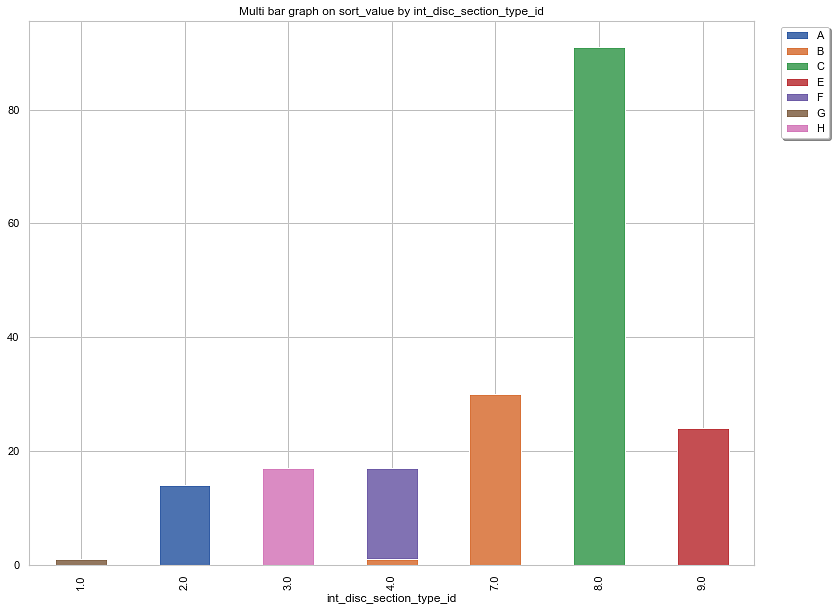 Multi bar graph on sort_value by int_disc_section_type_id
A
B
C
E
F
G
H
80
60
40
20
0
1.0
2.0
3.0
4.0
7.0
8.0
9.0
int_disc_section_type_id